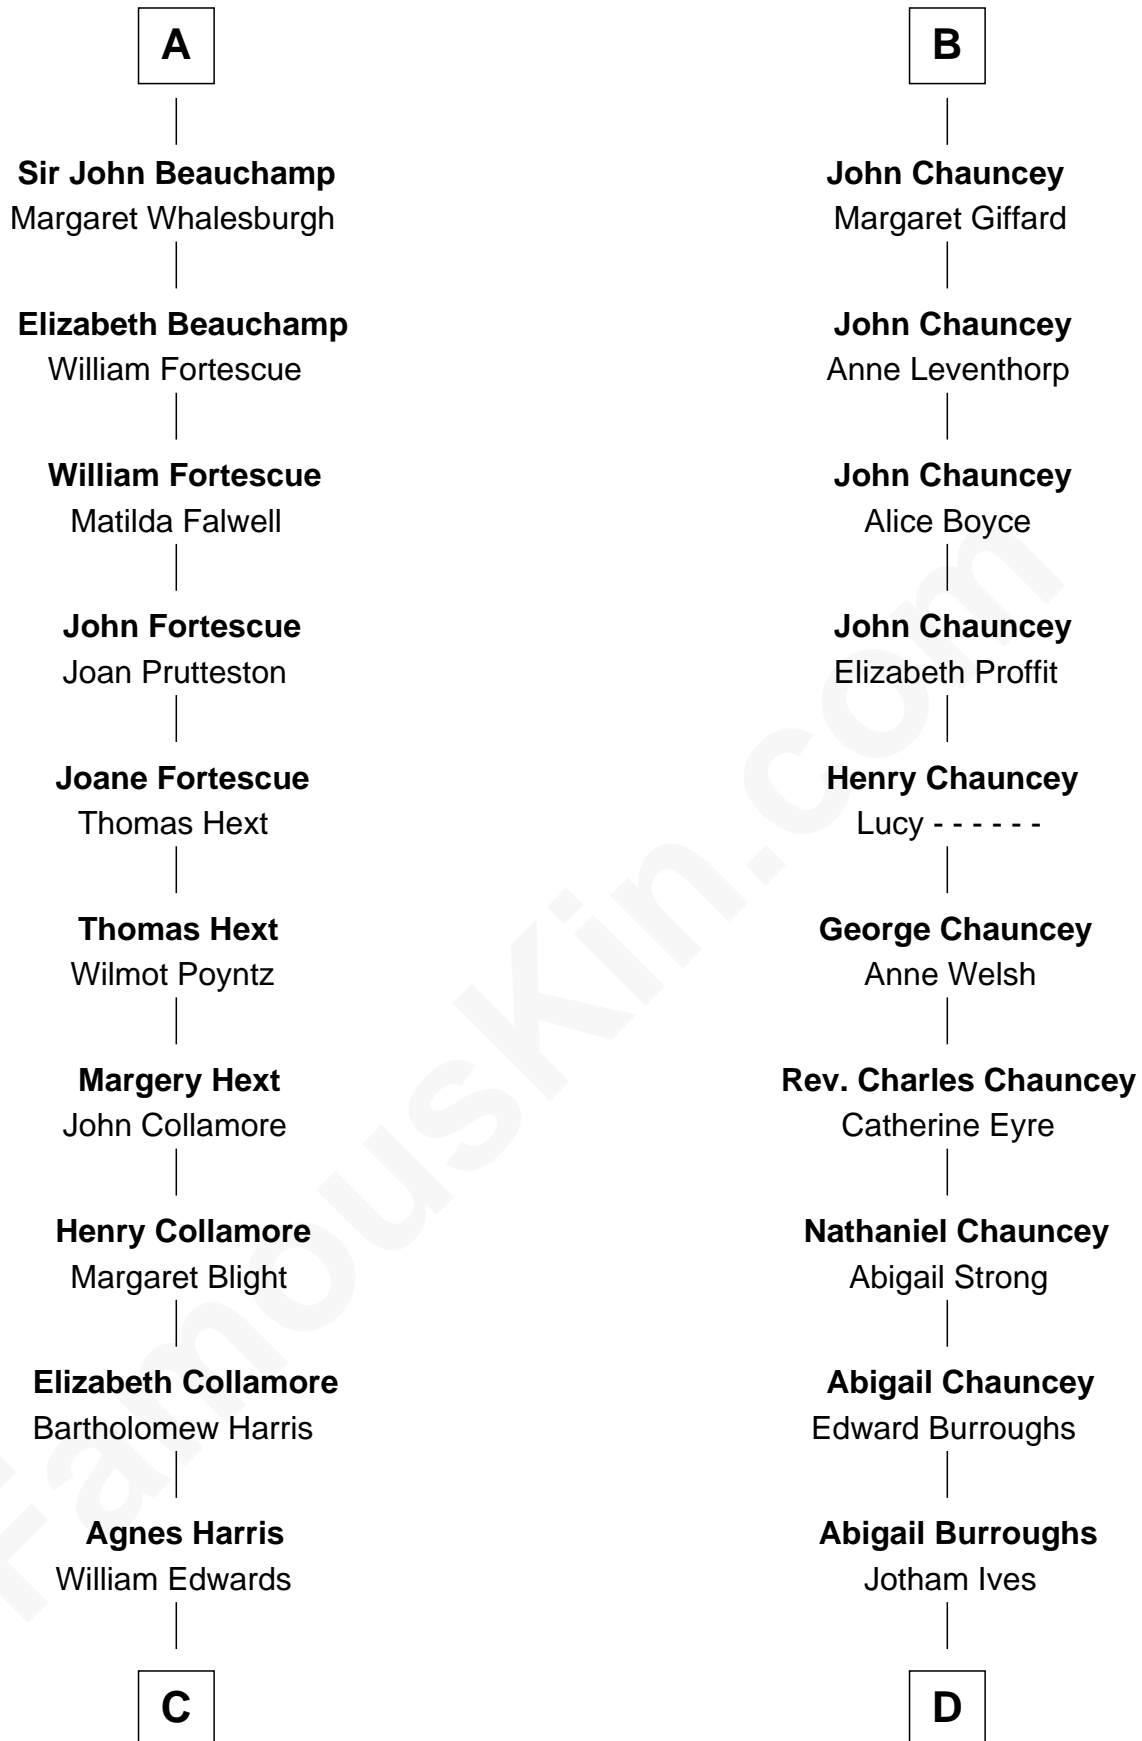 A
Sir John Beauchamp
Margaret Whalesburgh
Elizabeth Beauchamp
William Fortescue
William Fortescue
Matilda Falwell
John Fortescue
Joan Prutteston
Joane Fortescue
Thomas Hext
Thomas Hext
Wilmot Poyntz
Margery Hext
John Collamore
Henry Collamore
Margaret Blight
Elizabeth Collamore
Bartholomew Harris
Agnes Harris
William Edwards
C
B
John Chauncey
Margaret Giffard
John Chauncey
Anne Leventhorp
John Chauncey
Alice Boyce
John Chauncey
Elizabeth Proffit
Henry Chauncey
Lucy - - - - - -
George Chauncey
Anne Welsh
Rev. Charles Chauncey
Catherine Eyre
Nathaniel Chauncey
Abigail Strong
Abigail Chauncey
Edward Burroughs
Abigail Burroughs
Jotham Ives
D
FamousKin.com